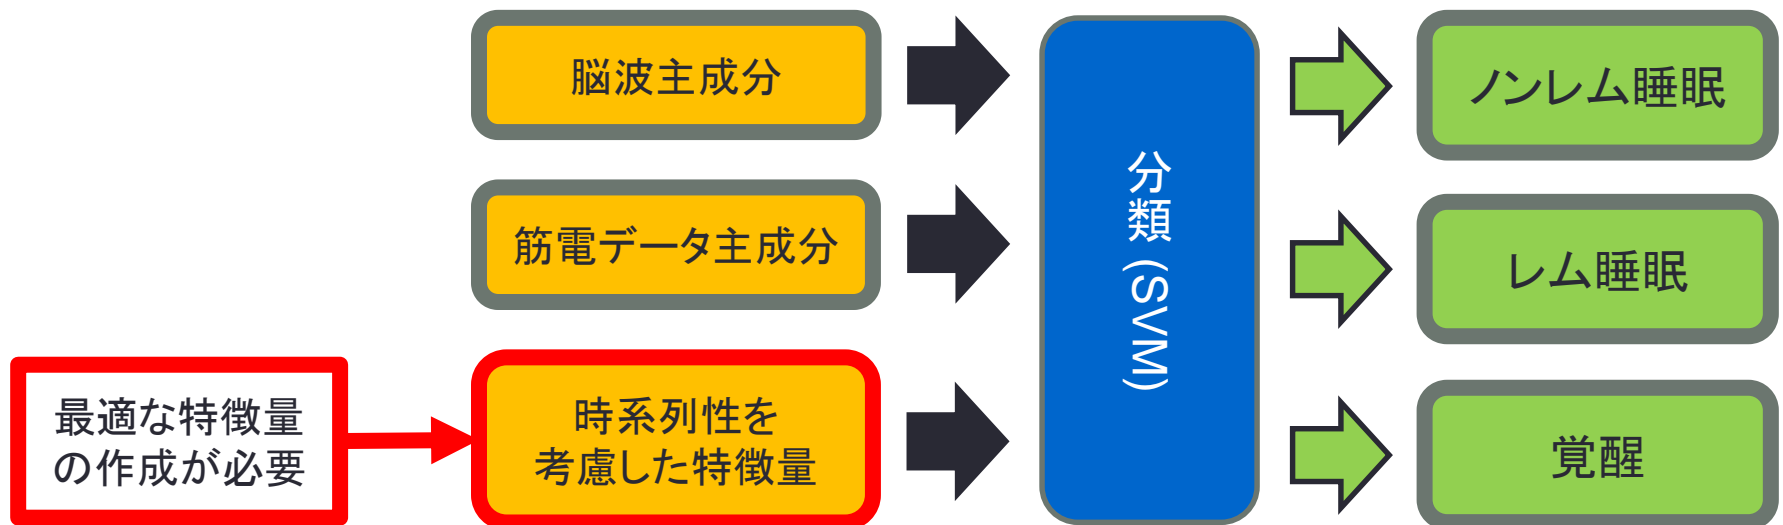 脳波主成分
筋電データ主成分
最適な特徴量
の作成が必要
時系列性を
考慮した特徴量
分類 (SVM)
ノンレム睡眠
レム睡眠
覚醒